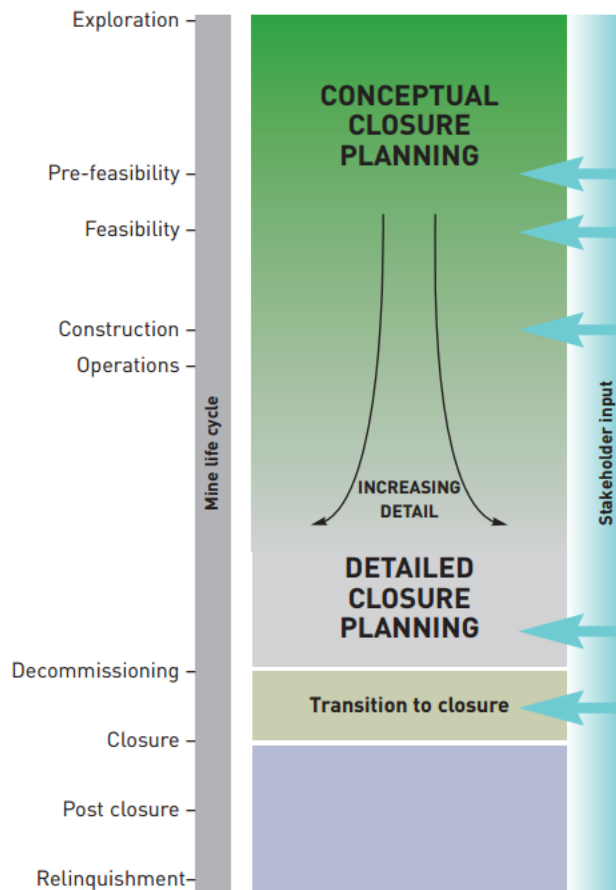 Exploration
CONCEPTUAL
CLOSURE
PLANNING
Pre-feasibility
Feasibility
Construction
Operations
Mine life cycle
Stakeholder input
INCREASING
DETAIL
DETAILED
CLOSURE
PLANNING
Decommissioning
Transition to closure
Closure
Post closure
Relinquishment